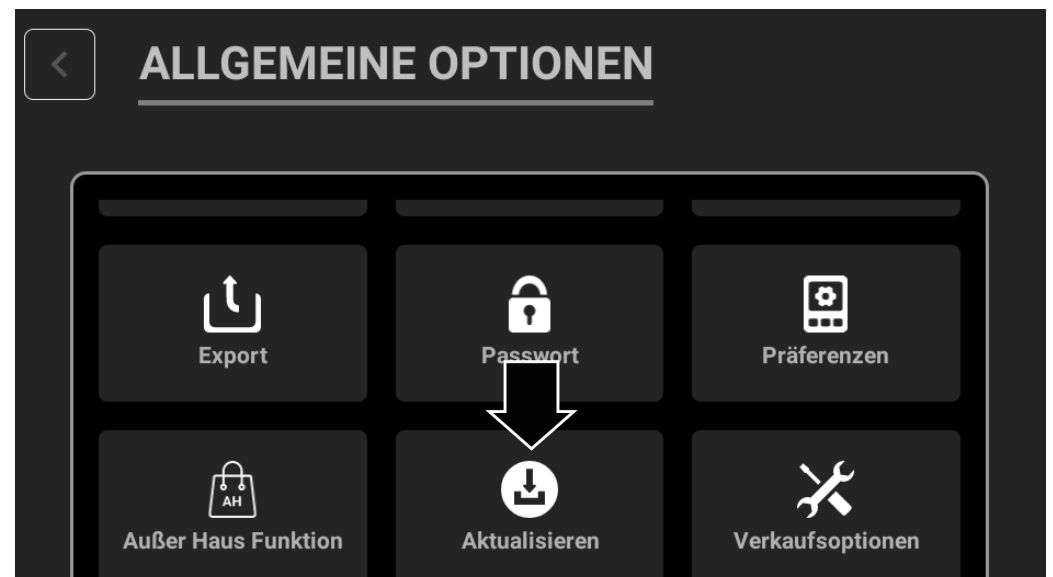 ALLGEMEINE OPTIONEN
Export
Passwort
Präferenzen
AH
Außer Haus Funktion
Aktualisieren
Verkaufsoptionen